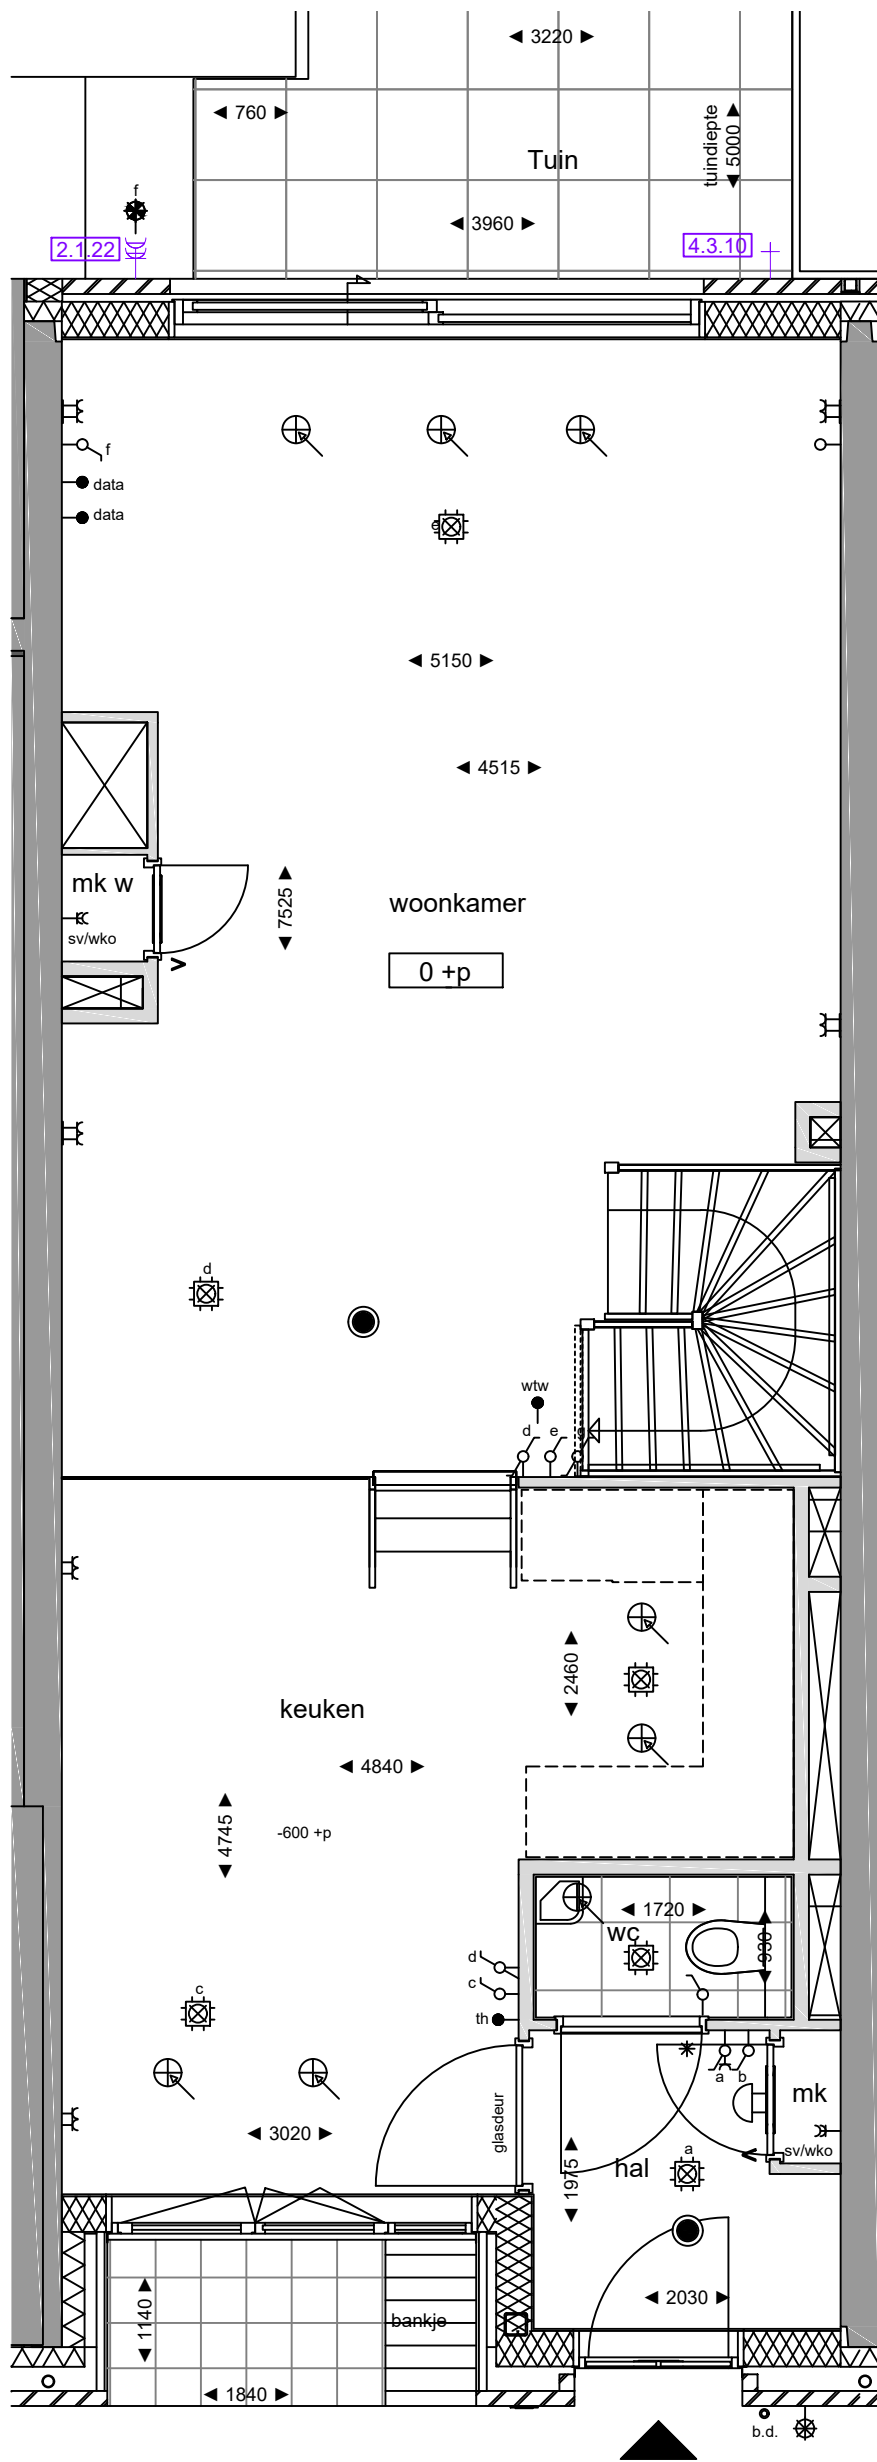 ◄ 3220 ►
◄ 760 ►
tuindiepte
◄ 5000 ►
Tuin
f
◄ 3960 ►
2.1.22
4.3.10
f
data
data
e
◄ 5150 ►
◄ 4515 ►
mk w
◄ 7525 ►
woonkamer
sv/wko
0 +p
d
wtw
d e g
◄ 2460 ►
keuken
◄ 4840 ►
◄ 4745 ►
-600 +p
◄ 1720 ►
wc
◄ 930 ►
d
c
c
th
a b
glasdeur
mk
◄ 3020 ►
sv/wko
a
hal
◄ 1975 ►
◄ 1140 ►
◄ 2030 ►
bankje
◄ 1840 ►
b.d.